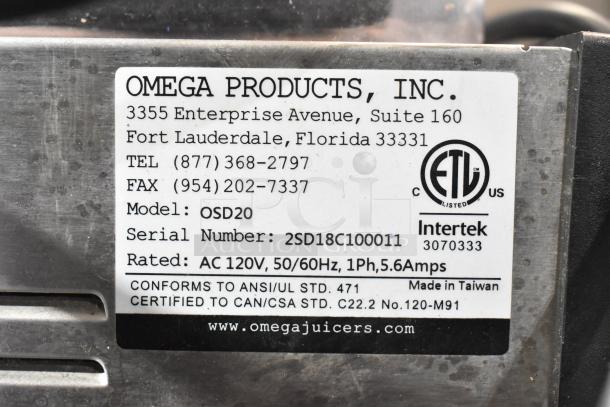 OMEGA PRODUCTS, INC.
3355 Enterprise Avenue, Suite 160
Fort Lauderdale, Florida 33331
TEL (877)368-2797
FAX (954)202-7337
Model: OSD20
Serial Number: 2SD18C100011
Rated: AC 120V, 50/60Hz, 1Ph,5.6Amps
C ETL US
LISTED
Intertek
3070333
CONFORMS TO ANSI/UL STD. 471
Made in Taiwan
CERTIFIED TO CAN/CSA STD. C22.2 No.120-M91
www.omegajuicers.com
PCI
AUCTION GROUP